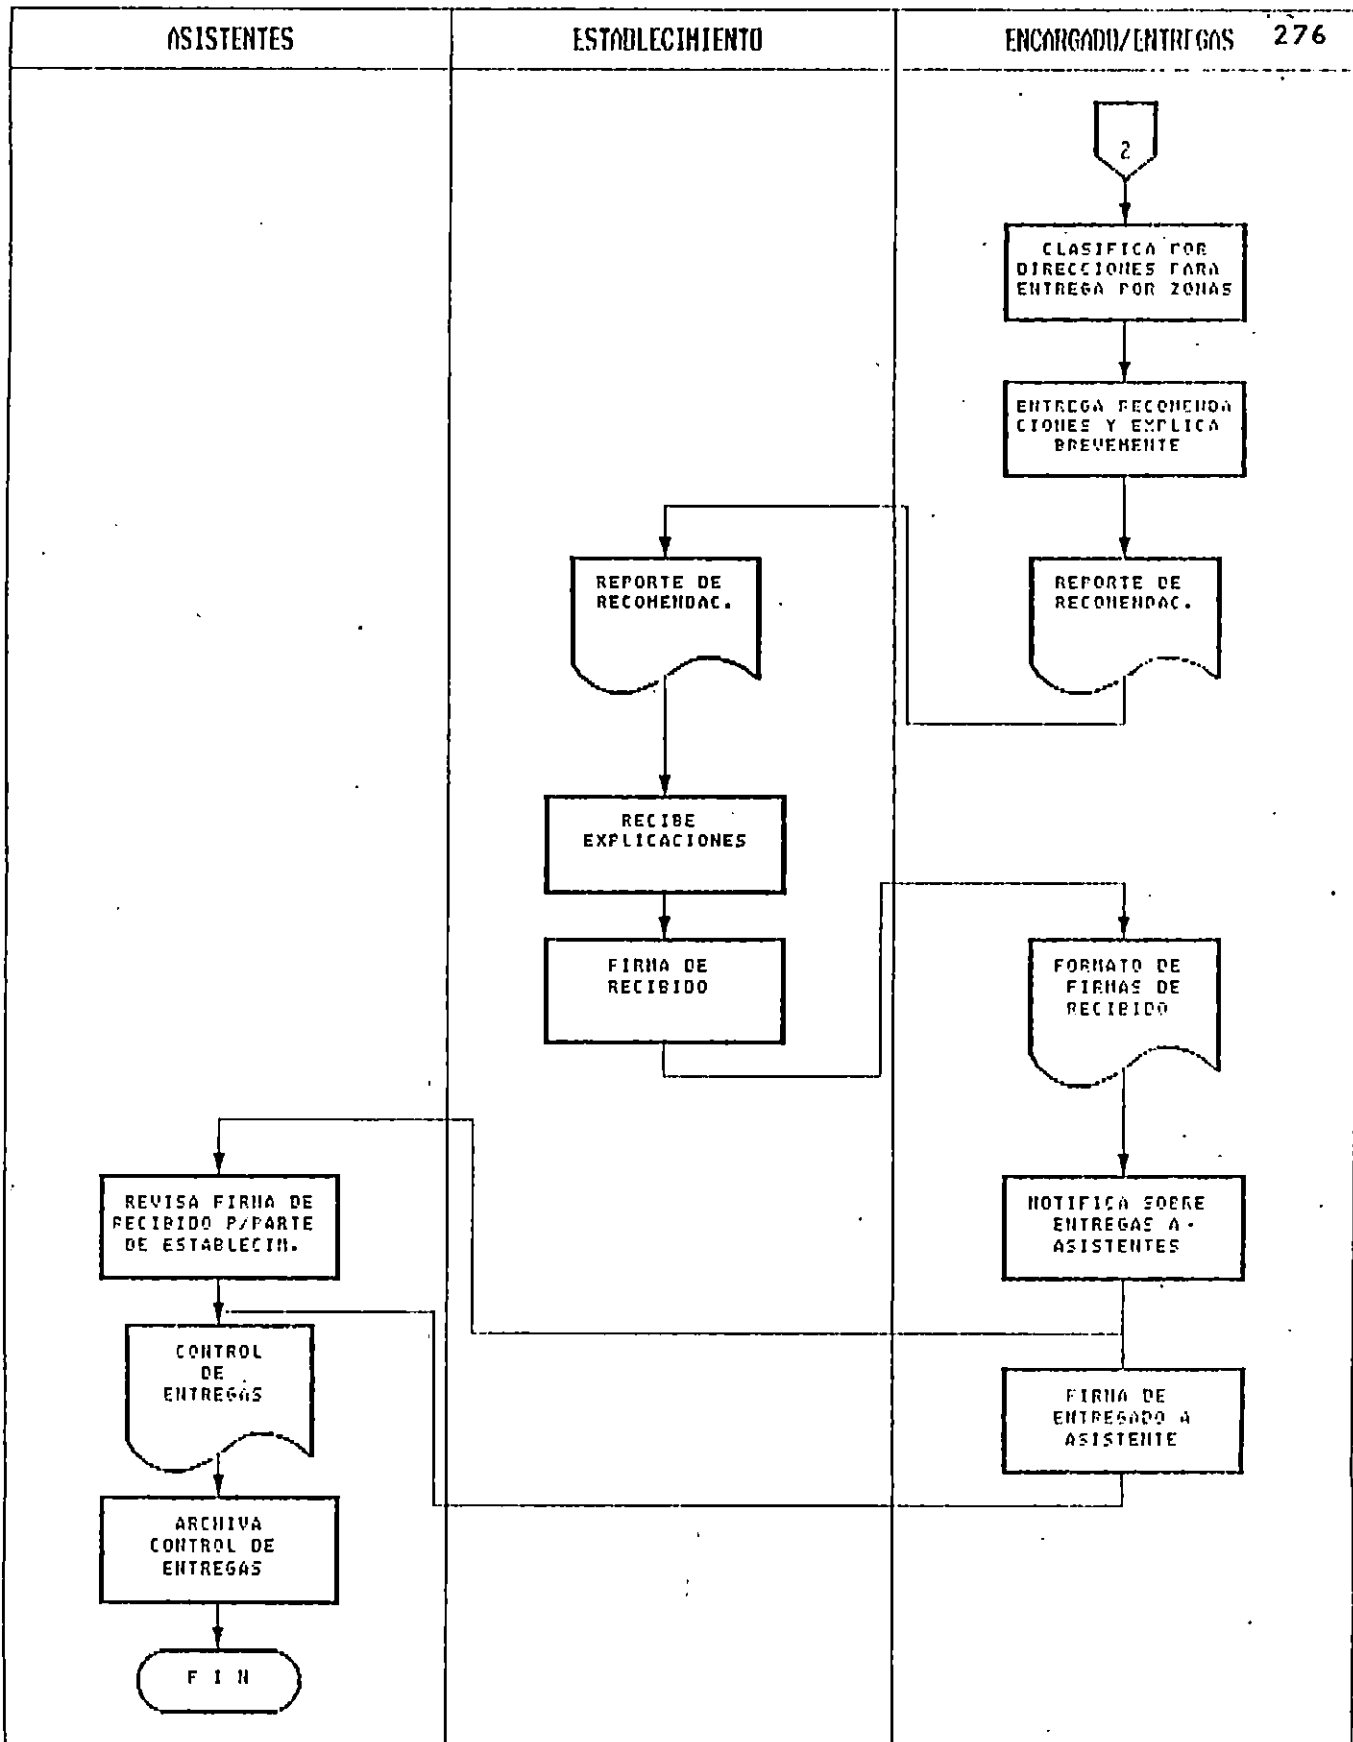 ASISTENTES
ESTABLECIMIENTO
ENCARGADO/ENTREGAS
276
2
CLASIFICA POR
DIRECCIONES PARA
ENTREGA POR ZONAS
ENTREGA RECOMENDA
CIONES Y EXPLICA
BREVEMENTE
REPORTE DE
RECOMENDAC.
REPORTE DE
RECOMENDAC.
RECIBE
EXPLICACIONES
FIRMA DE
RECIBIDO
FORMATO DE
FIRMAS DE
RECIBIDO
REVISA FIRMA DE
RECIBIDO P/PARTE
DE ESTABLECIM.
NOTIFICA SOBRE
ENTREGAS A
ASISTENTES
CONTROL
DE
ENTREGAS
FIRMA DE
ENTREGADO A
ASISTENTE
ARCHIVA
CONTROL DE
ENTREGAS
F I N